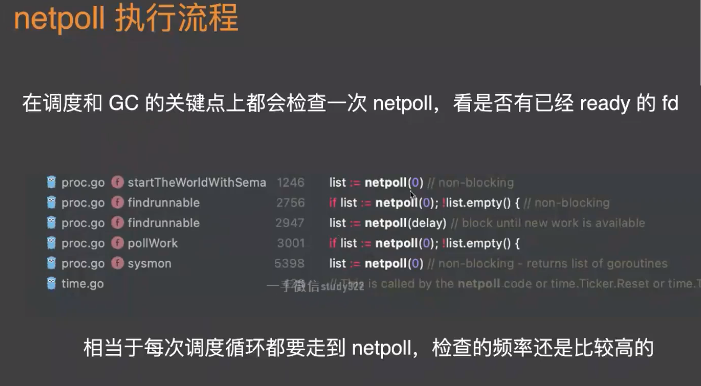 netpoll 执行流程
在调度和 GC 的关键点上都会检查一次 netpoll，看是否有已经 ready 的 fd
proc.go f startTheWorldWithSema 1246 list := netpoll(0) // non-blocking
proc.go f findrunnable 2756 if list := netpoll(0); !list.empty() { // non-blocking
proc.go f findrunnable 2947 list := netpoll(delay) // block until new work is available
proc.go f pollWork 3001 if list := netpoll(0); !list.empty() {
proc.go f sysmon 5398 list := netpoll(0) // non-blocking - returns list of goroutines
time.go // This is called by the netpoll code or time.Ticker.Reset or time.T
一手微信study322
相当于每次调度循环都要走到 netpoll，检查的频率还是比较高的